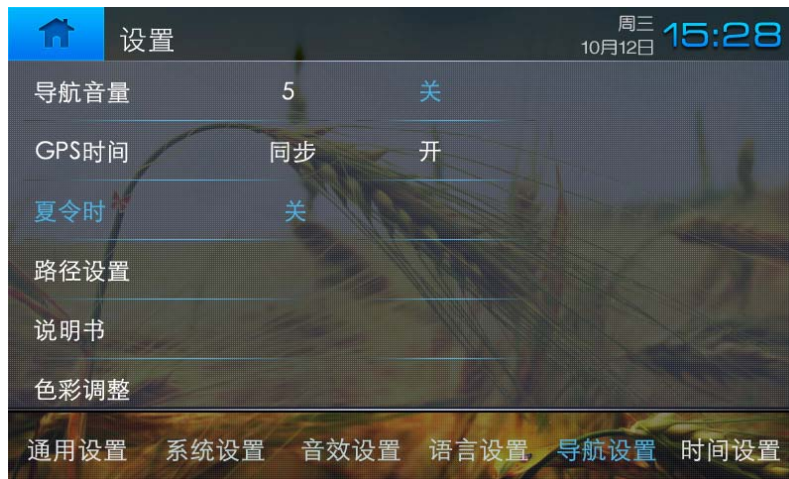 设置
周三
10月12日
15:28
导航音量 5 关
GPS时间 同步 开
夏令时 关
路径设置
说明书
色彩调整
通用设置 系统设置 音效设置 语言设置 导航设置 时间设置